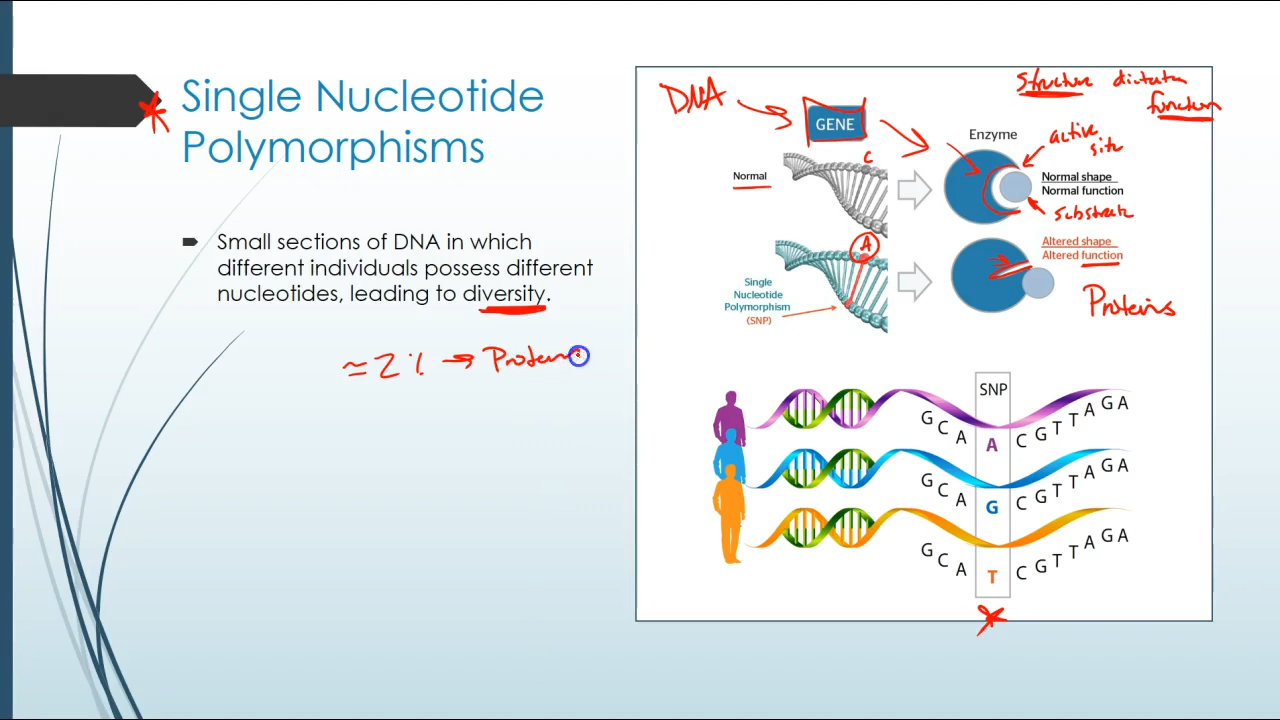 Single Nucleotide
Polymorphisms
Small sections of DNA in which
different individuals possess different
nucleotides, leading to diversity.
≈ 2% → Protein
DNA
GENE
Structure dictates
function
Enzyme
active
site
Normal
C
Normal shape
Normal function
substrate
A
Altered shape
Altered function
Single
Nucleotide
Polymorphism
(SNP)
Proteins
SNP
G C A A C G T T A G A
G C A G C G T T A G A
G C A T C G T T A G A